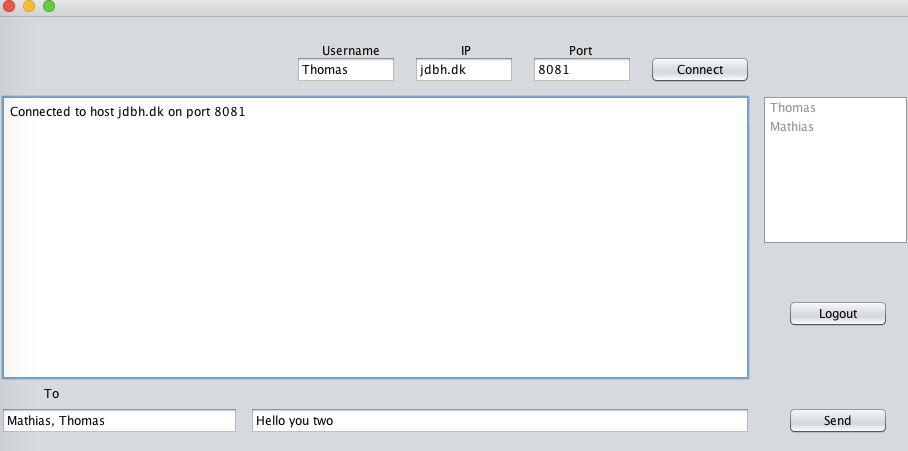 Username IP Port
Thomas jdbh.dk 8081 Connect
Connected to host jdbh.dk on port 8081
Thomas
Mathias
Logout
To
Mathias, Thomas Hello you two Send